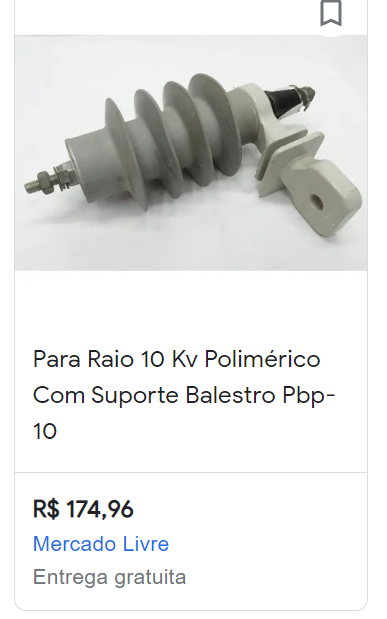 Para Raio 10 Kv Polimérico
Com Suporte Balestro Pbp-
10
R$ 174,96
Mercado Livre
Entrega gratuita